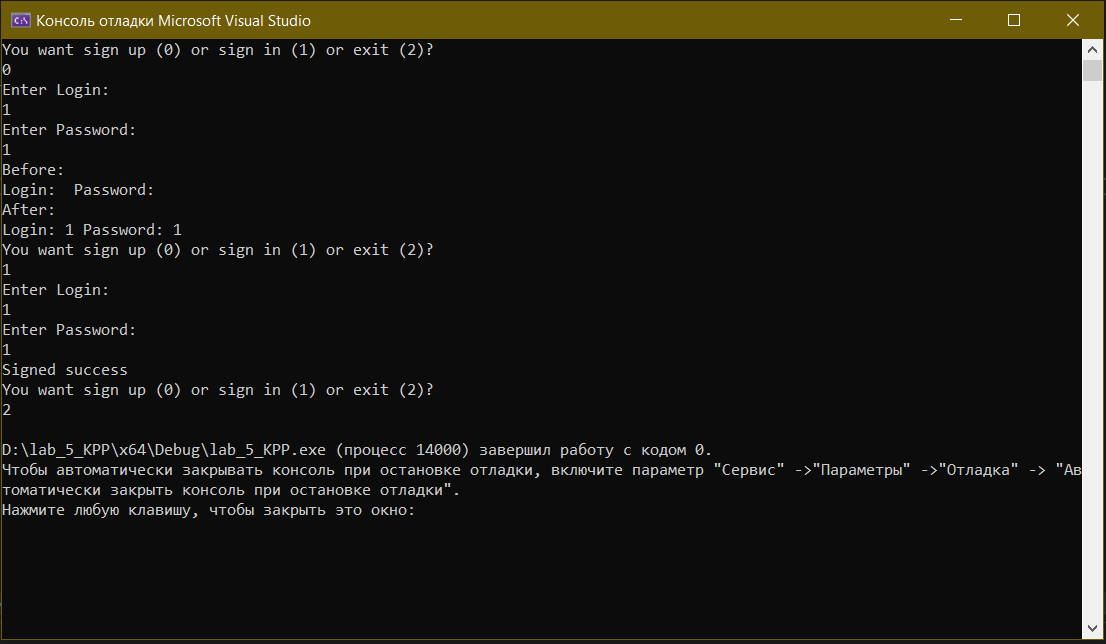 Консоль отладки Microsoft Visual Studio
You want sign up (0) or sign in (1) or exit (2)?
0
Enter Login:
1
Enter Password:
1
Before:
Login:  Password:
After:
Login: 1 Password: 1
You want sign up (0) or sign in (1) or exit (2)?
1
Enter Login:
1
Enter Password:
1
Signed success
You want sign up (0) or sign in (1) or exit (2)?
2
D:\lab_5_KPP\x64\Debug\lab_5_KPP.exe (процесс 14000) завершил работу с кодом 0.
Чтобы автоматически закрывать консоль при остановке отладки, включите параметр "Сервис" ->"Параметры" ->"Отладка" -> "Ав
томатически закрыть консоль при остановке отладки".
Нажмите любую клавишу, чтобы закрыть это окно: